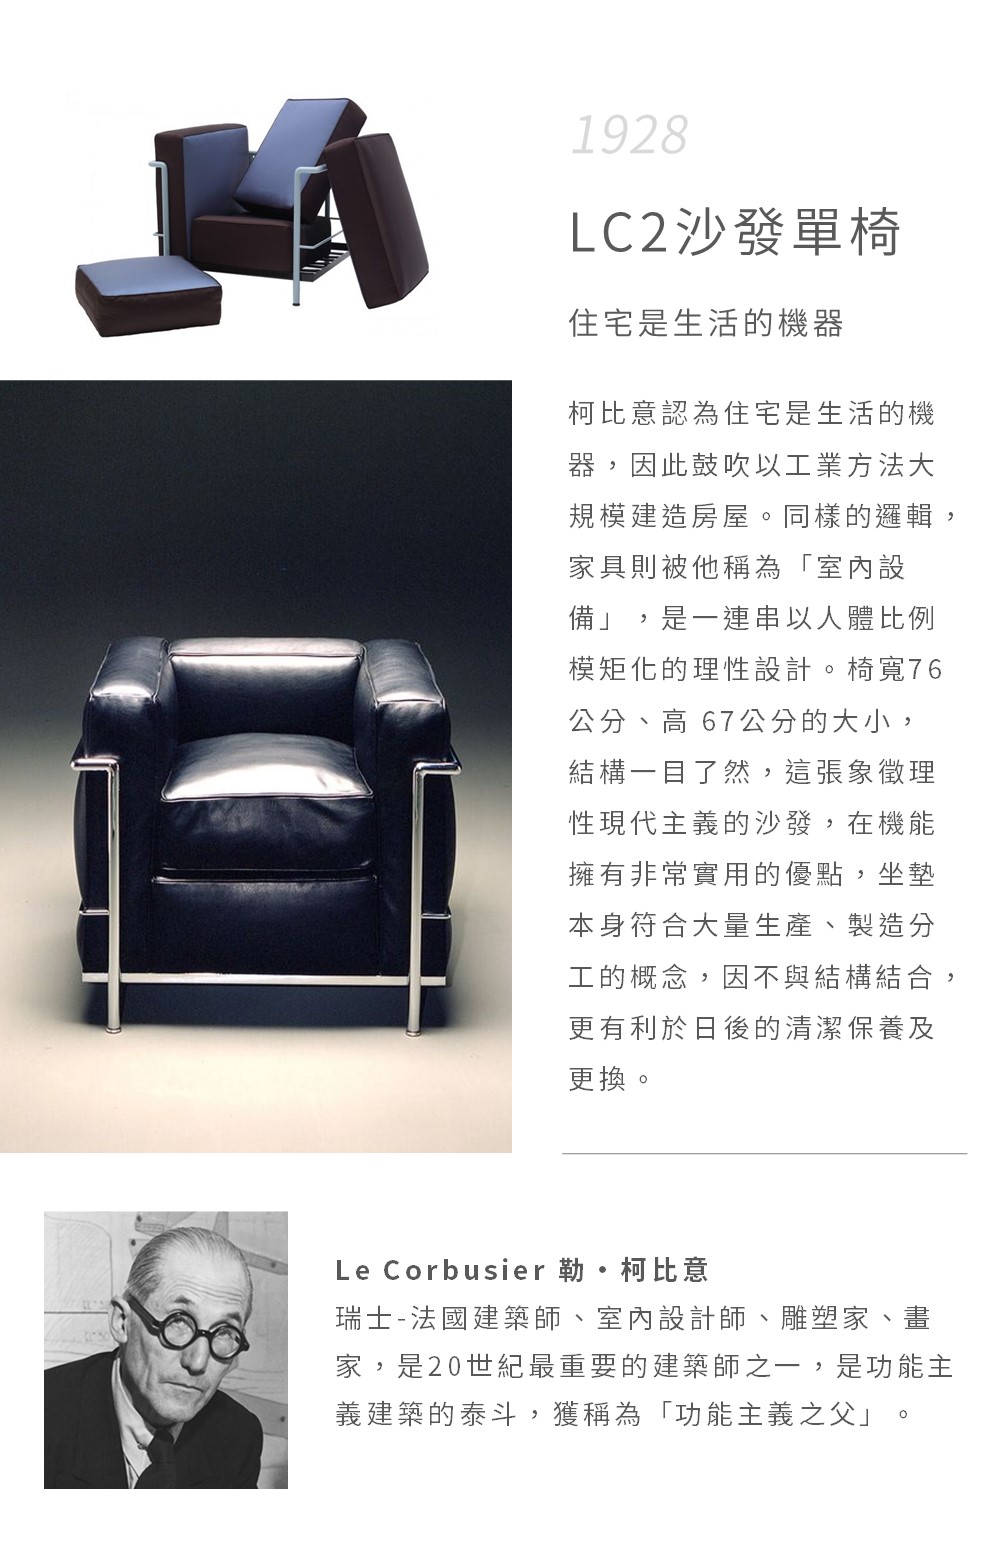 1928
LC2沙發單椅
住宅是生活的機器
柯比意認為住宅是生活的機
器，因此鼓吹以工業方法大
規模建造房屋。同樣的邏輯，
家具則被他稱為「室內設
備」，是一連串以人體比例
模矩化的理性設計。椅寬76
公分、高 67公分的大小，
結構一目了然，這張象徵理
性現代主義的沙發，在機能
擁有非常實用的優點，坐墊
本身符合大量生產、製造分
工的概念，因不與結構結合，
更有利於日後的清潔保養及
更換。
Le Corbusier 勒・柯比意
瑞士-法國建築師、室內設計師、雕塑家、畫
家，是20世紀最重要的建築師之一，是功能主
義建築的泰斗，獲稱為「功能主義之父」。